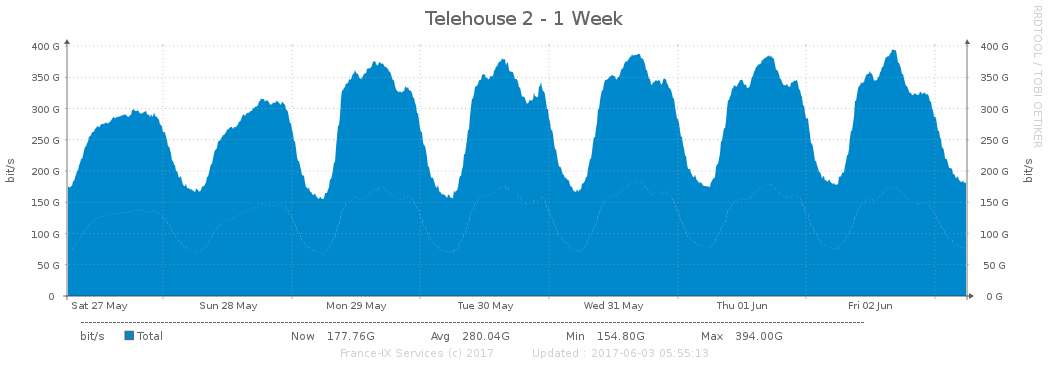 Telehouse 2 - 1 Week
RRDTOOL / TOBI OETIKER
400 G 400 G
350 G 350 G
300 G 300 G
250 G 250 G
200 G 200 G
150 G 150 G
100 G 100 G
50 G 50 G
0 0 G
bit/s bit/s
Sat 27 May Sun 28 May Mon 29 May Tue 30 May Wed 31 May Thu 01 Jun Fri 02 Jun
bit/s Total Now 177.76G Avg 280.04G Min 154.80G Max 394.00G
France-IX Services (c) 2017 Updated : 2017-06-03 05:55:13